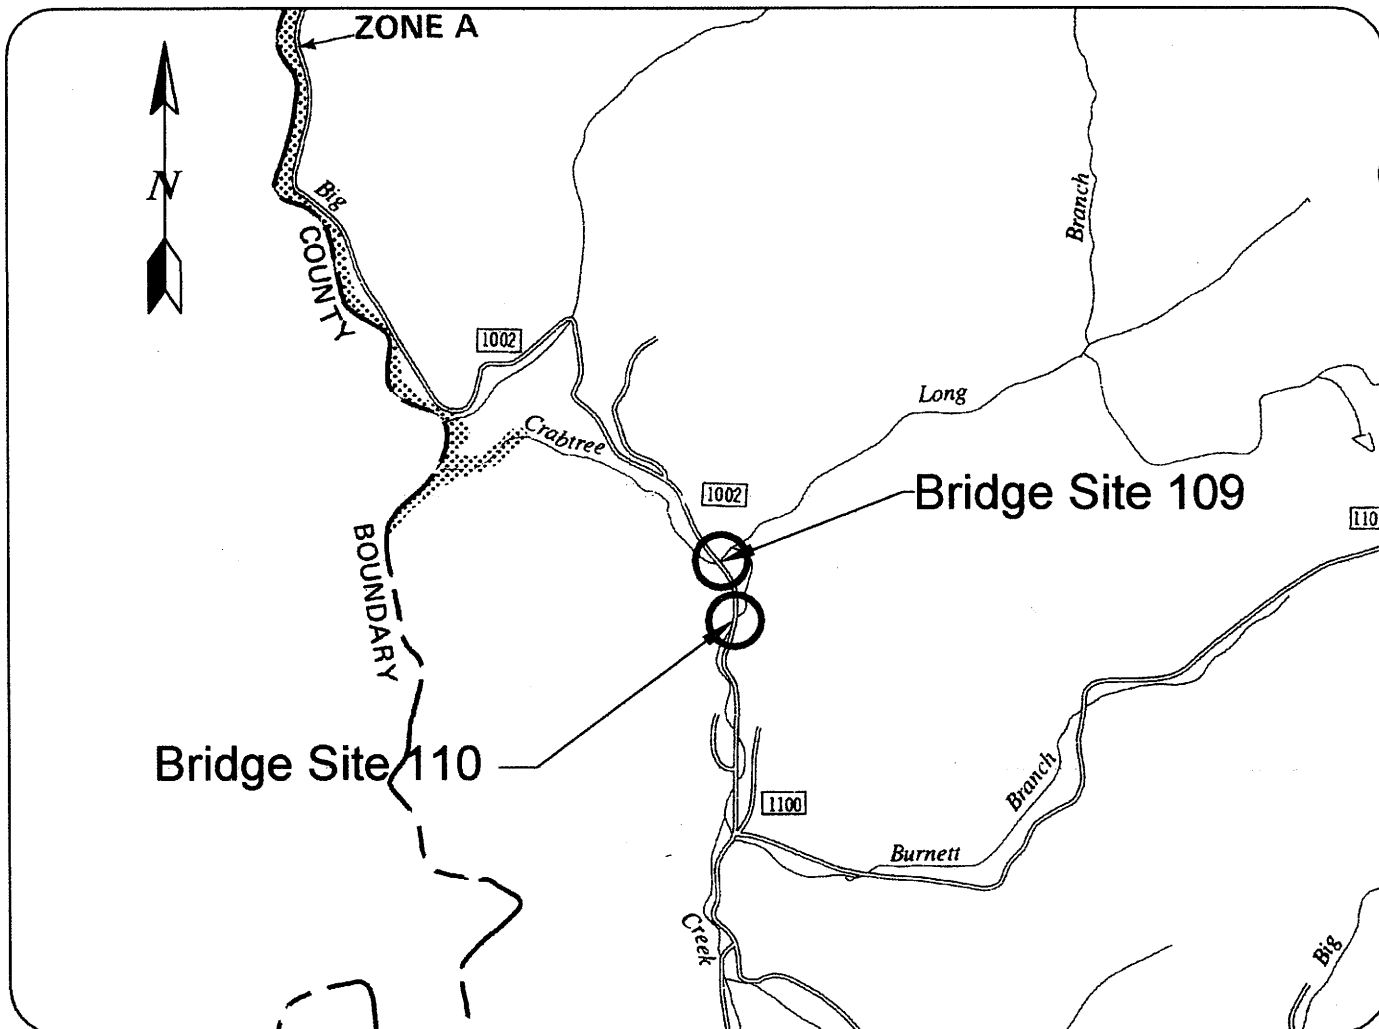 ZONE A
N
Big
COUNTY
Branch
1002
Long
Crabtree
1002
Bridge Site 109
110
BOUNDARY
Bridge Site 110
Branch
1100
Burnett
Creek
Big